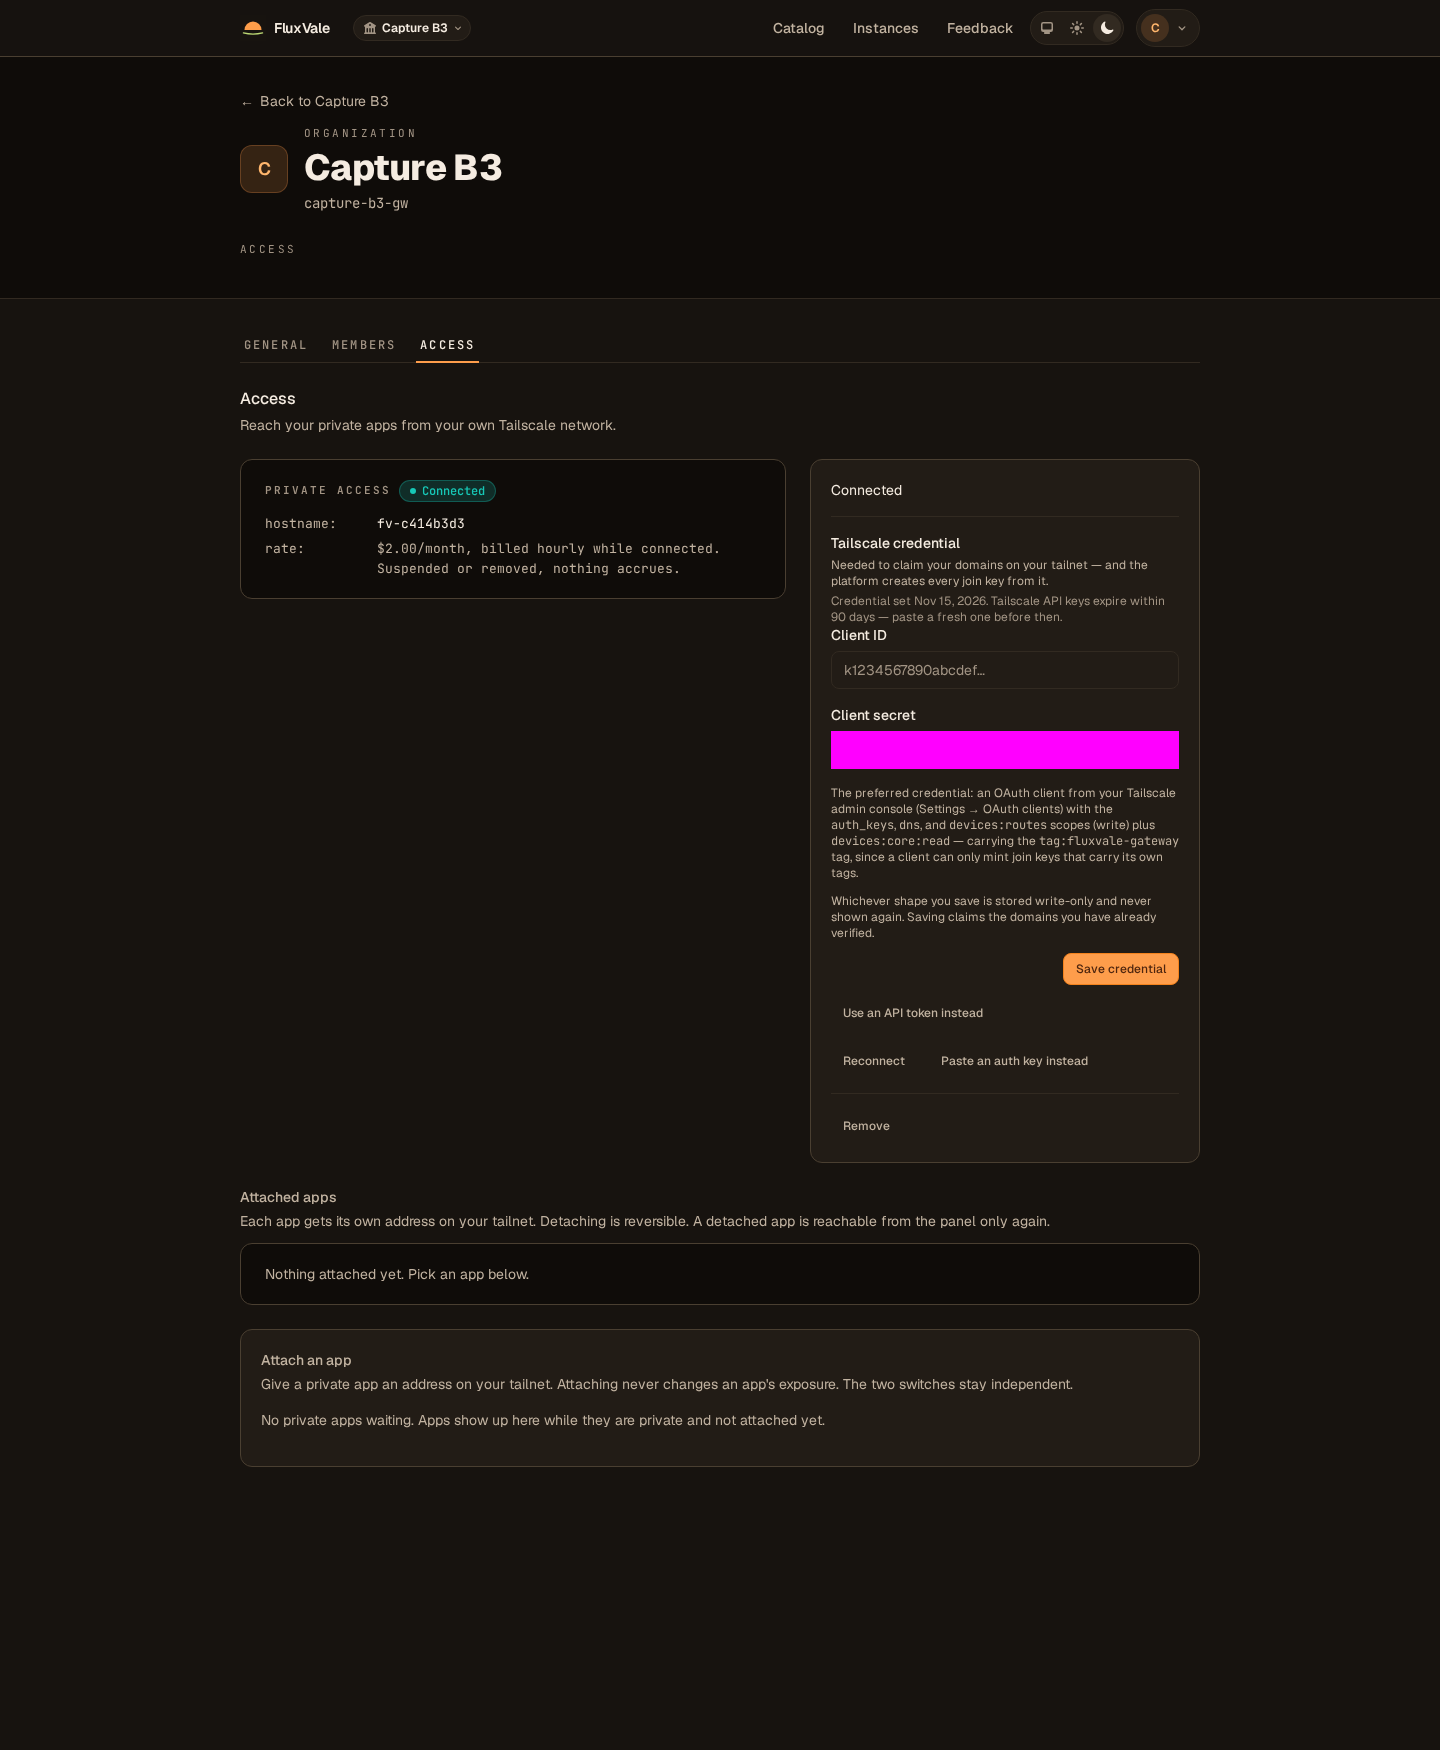 FluxVale
Capture B3
Catalog
Instances
Feedback
C
← Back to Capture B3
ORGANIZATION
C
Capture B3
capture-b3-gw
ACCESS
GENERAL
MEMBERS
ACCESS
Access
Reach your private apps from your own Tailscale network.
PRIVATE ACCESS
Connected
hostname: fv-c414b3d3
rate: $2.00/month, billed hourly while connected.
Suspended or removed, nothing accrues.
Connected
Tailscale credential
Needed to claim your domains on your tailnet — and the
platform creates every join key from it.
Credential set Nov 15, 2026. Tailscale API keys expire within
90 days — paste a fresh one before then.
Client ID
k1234567890abcdef…
Client secret
The preferred credential: an OAuth client from your Tailscale
admin console (Settings → OAuth clients) with the
auth_keys, dns, and devices:routes scopes (write) plus
devices:core:read — carrying the tag:fluxvale-gateway
tag, since a client can only mint join keys that carry its own
tags.
Whichever shape you save is stored write-only and never
shown again. Saving claims the domains you have already
verified.
Save credential
Use an API token instead
Reconnect
Paste an auth key instead
Remove
Attached apps
Each app gets its own address on your tailnet. Detaching is reversible. A detached app is reachable from the panel only again.
Nothing attached yet. Pick an app below.
Attach an app
Give a private app an address on your tailnet. Attaching never changes an app's exposure. The two switches stay independent.
No private apps waiting. Apps show up here while they are private and not attached yet.